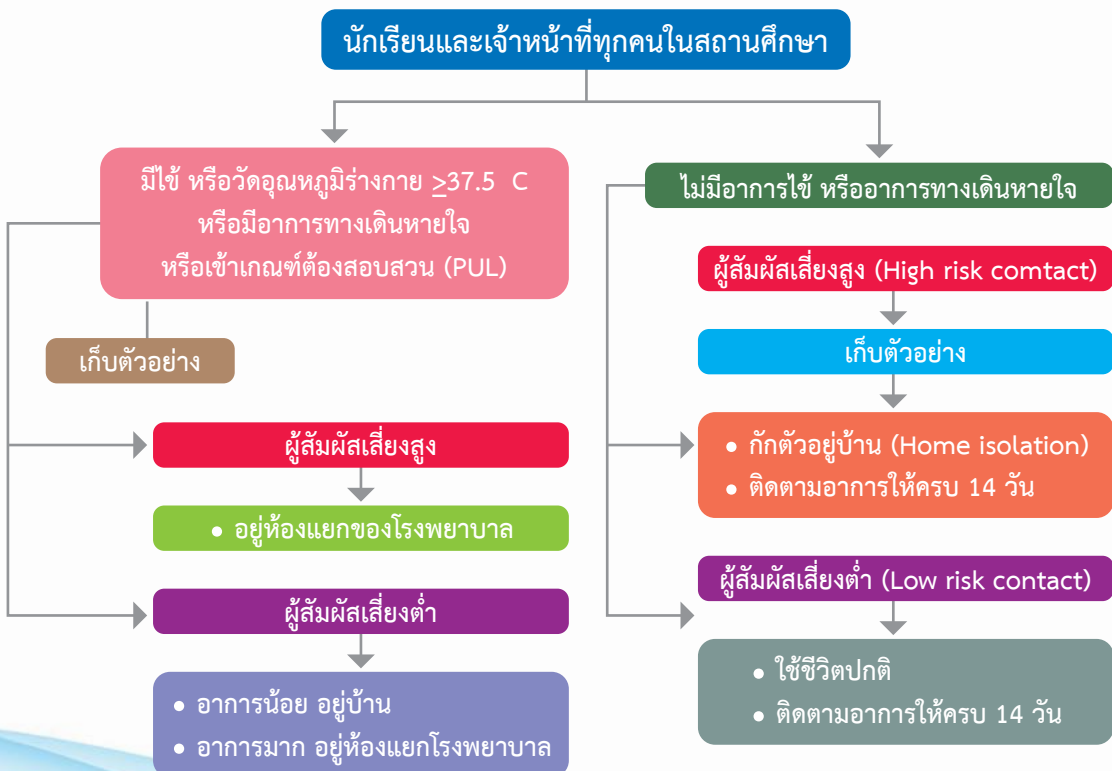 นักเรียนและเจ้าหน้าที่ทุกคนในสถานศึกษา
มีไข้ หรือวัดอุณหภูมิร่างกาย ≥37.5 C
หรือมีอาการทางเดินหายใจ
หรือเข้าเกณฑ์ต้องสอบสวน (PUL)
เก็บตัวอย่าง
ผู้สัมผัสเสี่ยงสูง
• อยู่ห้องแยกของโรงพยาบาล
ผู้สัมผัสเสี่ยงต่ำ
• อาการน้อย อยู่บ้าน
• อาการมาก อยู่ห้องแยกโรงพยาบาล
ไม่มีอาการไข้ หรืออาการทางเดินหายใจ
ผู้สัมผัสเสี่ยงสูง (High risk comtact)
เก็บตัวอย่าง
• กักตัวอยู่บ้าน (Home isolation)
• ติดตามอาการให้ครบ 14 วัน
ผู้สัมผัสเสี่ยงต่ำ (Low risk contact)
• ใช้ชีวิตปกติ
• ติดตามอาการให้ครบ 14 วัน